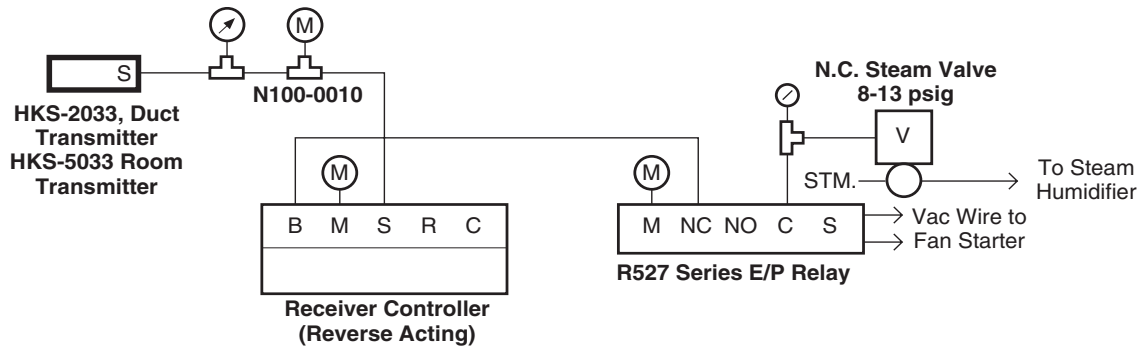 M
S
N100-0010
HKS-2033, Duct
Transmitter
HKS-5033 Room
Transmitter
N.C. Steam Valve
8-13 psig
V
STM.
To Steam
Humidifier
M
B M S R C
Receiver Controller
(Reverse Acting)
M
M NC NO C S
R527 Series E/P Relay
Vac Wire to
Fan Starter